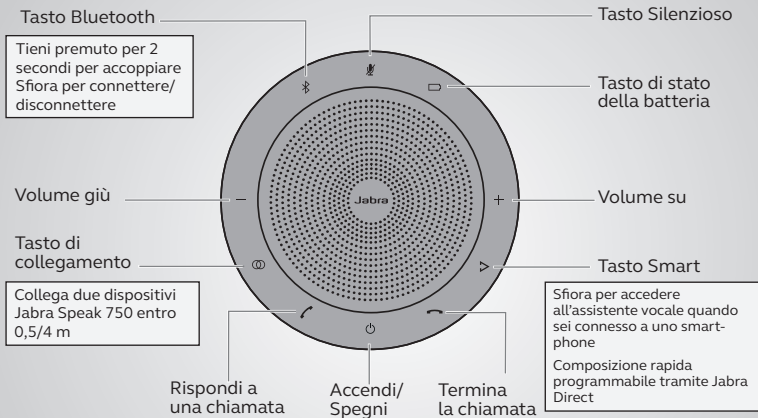 Tasto Bluetooth
Tieni premuto per 2
secondi per accoppiare
Sfiora per connettere/
disconnettere
Tasto Silenzioso
Tasto di stato
della batteria
Volume giù
Jabra
Volume su
Tasto di
collegamento
Collega due dispositivi
Jabra Speak 750 entro
0,5/4 m
Tasto Smart
Sfiora per accedere
all'assistente vocale quando
sei connesso a uno smart-
phone
Composizione rapida
programmabile tramite Jabra
Direct
Rispondi a
una chiamata
Accendi/
Spegni
Termina
la chiamata